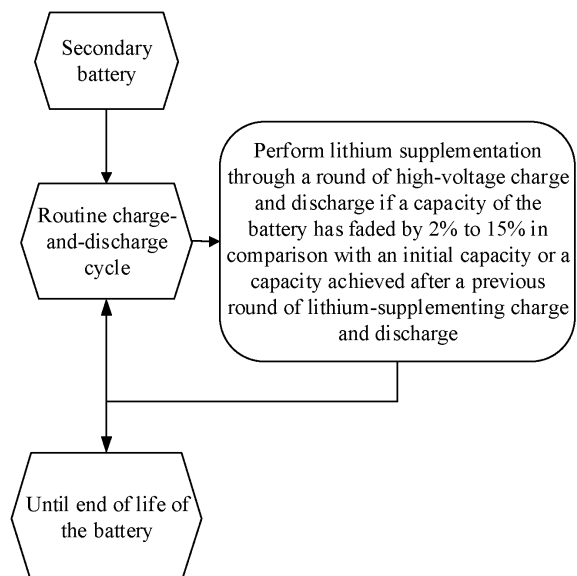 Secondary
battery
Routine charge-
and-discharge
cycle
Perform lithium supplementation
through a round of high-voltage charge
and discharge if a capacity of the
battery has faded by 2% to 15% in
comparison with an initial capacity or a
capacity achieved after a previous
round of lithium-supplementing charge
and discharge
Until end of life of
the battery